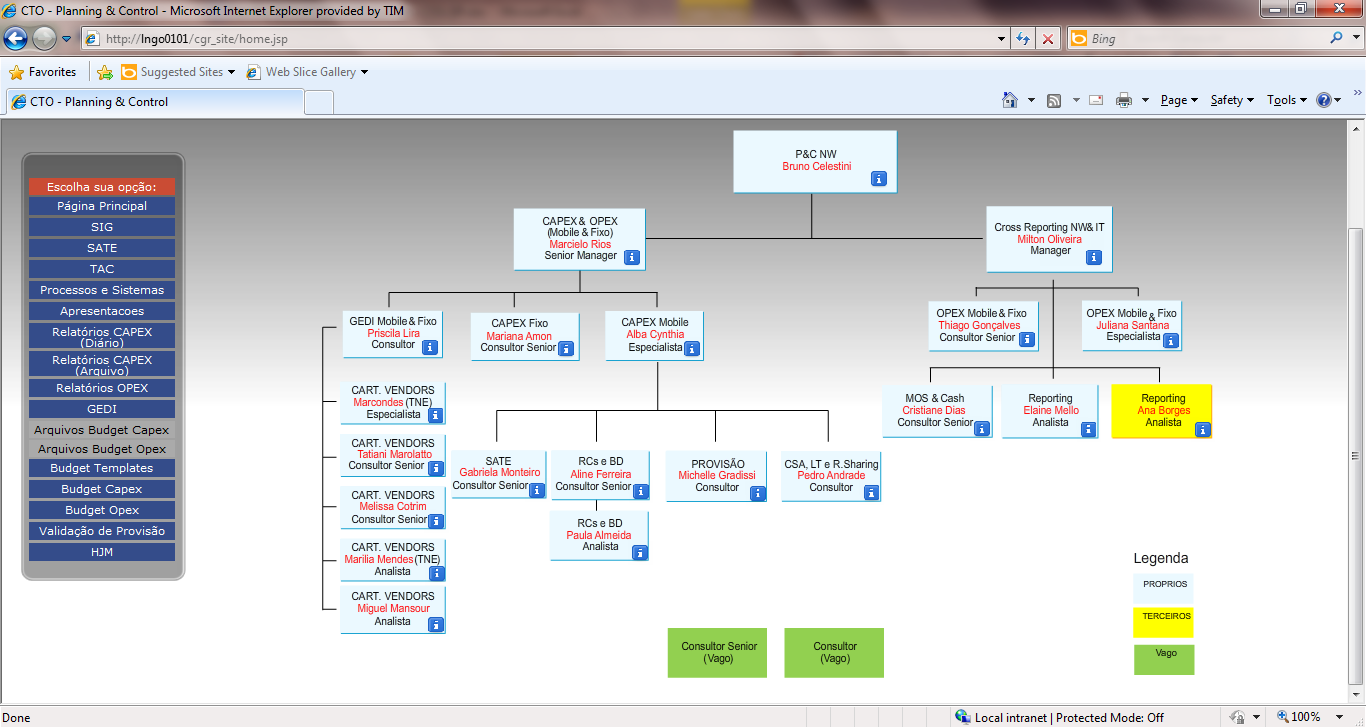 CTO - Planning & Control - Microsoft Internet Explorer provided by TIM
http://lngo0101/cgr_site/home.jsp
Bing
Favorites
Suggested Sites
Web Slice Gallery
CTO - Planning & Control
Page
Safety
Tools
Escolha sua opção:
Página Principal
SIG
SATE
TAC
Processos e Sistemas
Apresentacoes
Relatórios CAPEX
(Diário)
Relatórios CAPEX
(Arquivo)
Relatórios OPEX
GEDI
Arquivos Budget Capex
Arquivos Budget Opex
Budget Templates
Budget Capex
Budget Opex
Validação de Provisão
HJM
P&C NW
Bruno Celestini
CAPEX & OPEX
(Mobile & Fixo)
Marcielo Rios
Senior Manager
Cross Reporting NW& IT
Milton Oliveira
Manager
GEDI Mobile & Fixo
Priscila Lira
Consultor
CAPEX Fixo
Mariana Amon
Consultor Senior
CAPEX Mobile
Alba Cynthia
Especialista
OPEX Mobile & Fixo
Thiago Gonçalves
Consultor Senior
OPEX Mobile & Fixo
Juliana Santana
Especialista
CART. VENDORS
Marcondes (TNE)
Especialista
CART. VENDORS
Tatiani Marolatto
Consultor Senior
CART. VENDORS
Melissa Cotrim
Consultor Senior
CART. VENDORS
Marilia Mendes (TNE)
Analista
CART. VENDORS
Miguel Mansour
Analista
SATE
Gabriela Monteiro
Consultor Senior
RCs e BD
Aline Ferreira
Consultor Senior
RCs e BD
Paula Almeida
Analista
PROVISÃO
Michelle Gradissi
Consultor
CSA, LT e R.Sharing
Pedro Andrade
Consultor
MOS & Cash
Cristiane Dias
Consultor Senior
Reporting
Elaine Mello
Analista
Reporting
Ana Borges
Analista
Consultor Senior
(Vago)
Consultor
(Vago)
Legenda
PROPRIOS
TERCEIROS
Vago
Done
Local intranet | Protected Mode: Off
100%